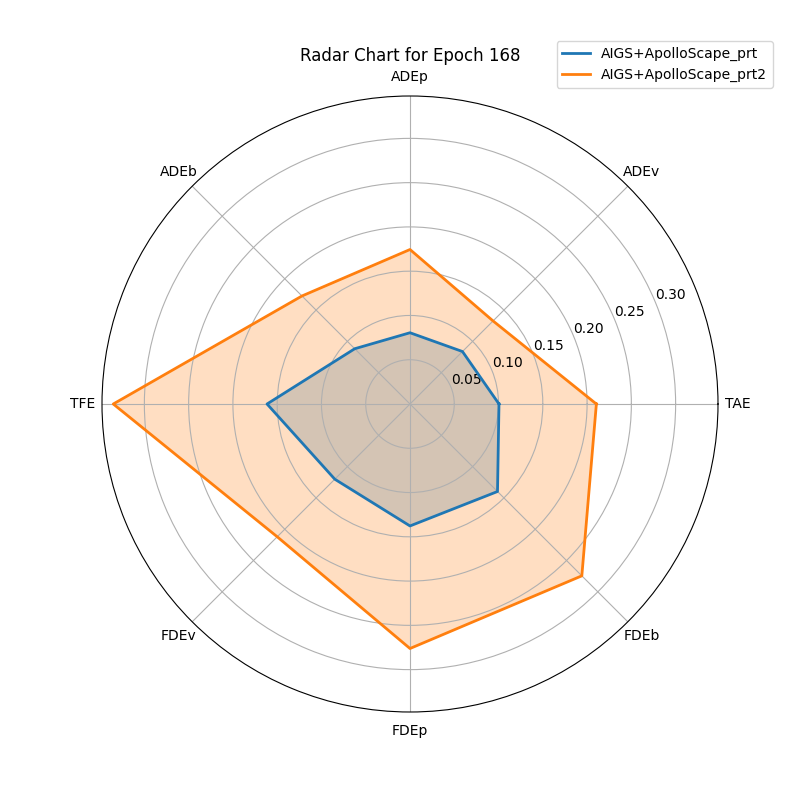 Radar Chart for Epoch 168
AIGS+ApolloScape_prt
AIGS+ApolloScape_prt2
ADEp
ADEb
ADEv
0.30
0.25
0.20
0.15
0.10
0.05
TFE
TAE
FDEv
FDEb
FDEp